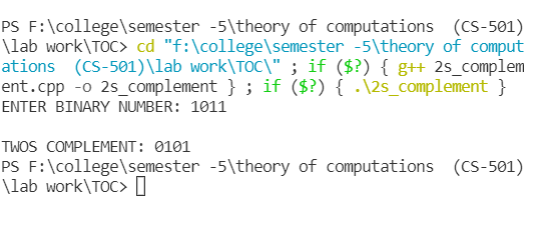 PS F:\college\semester -5\theory of computations  (CS-501)
\lab work\TOC> cd "f:\college\semester -5\theory of comput
ations  (CS-501)\lab work\TOC\" ; if ($?) { g++ 2s_complem
ent.cpp -o 2s_complement } ; if ($?) { .\2s_complement }
ENTER BINARY NUMBER: 1011

TWOS COMPLEMENT: 0101
PS F:\college\semester -5\theory of computations  (CS-501)
\lab work\TOC>